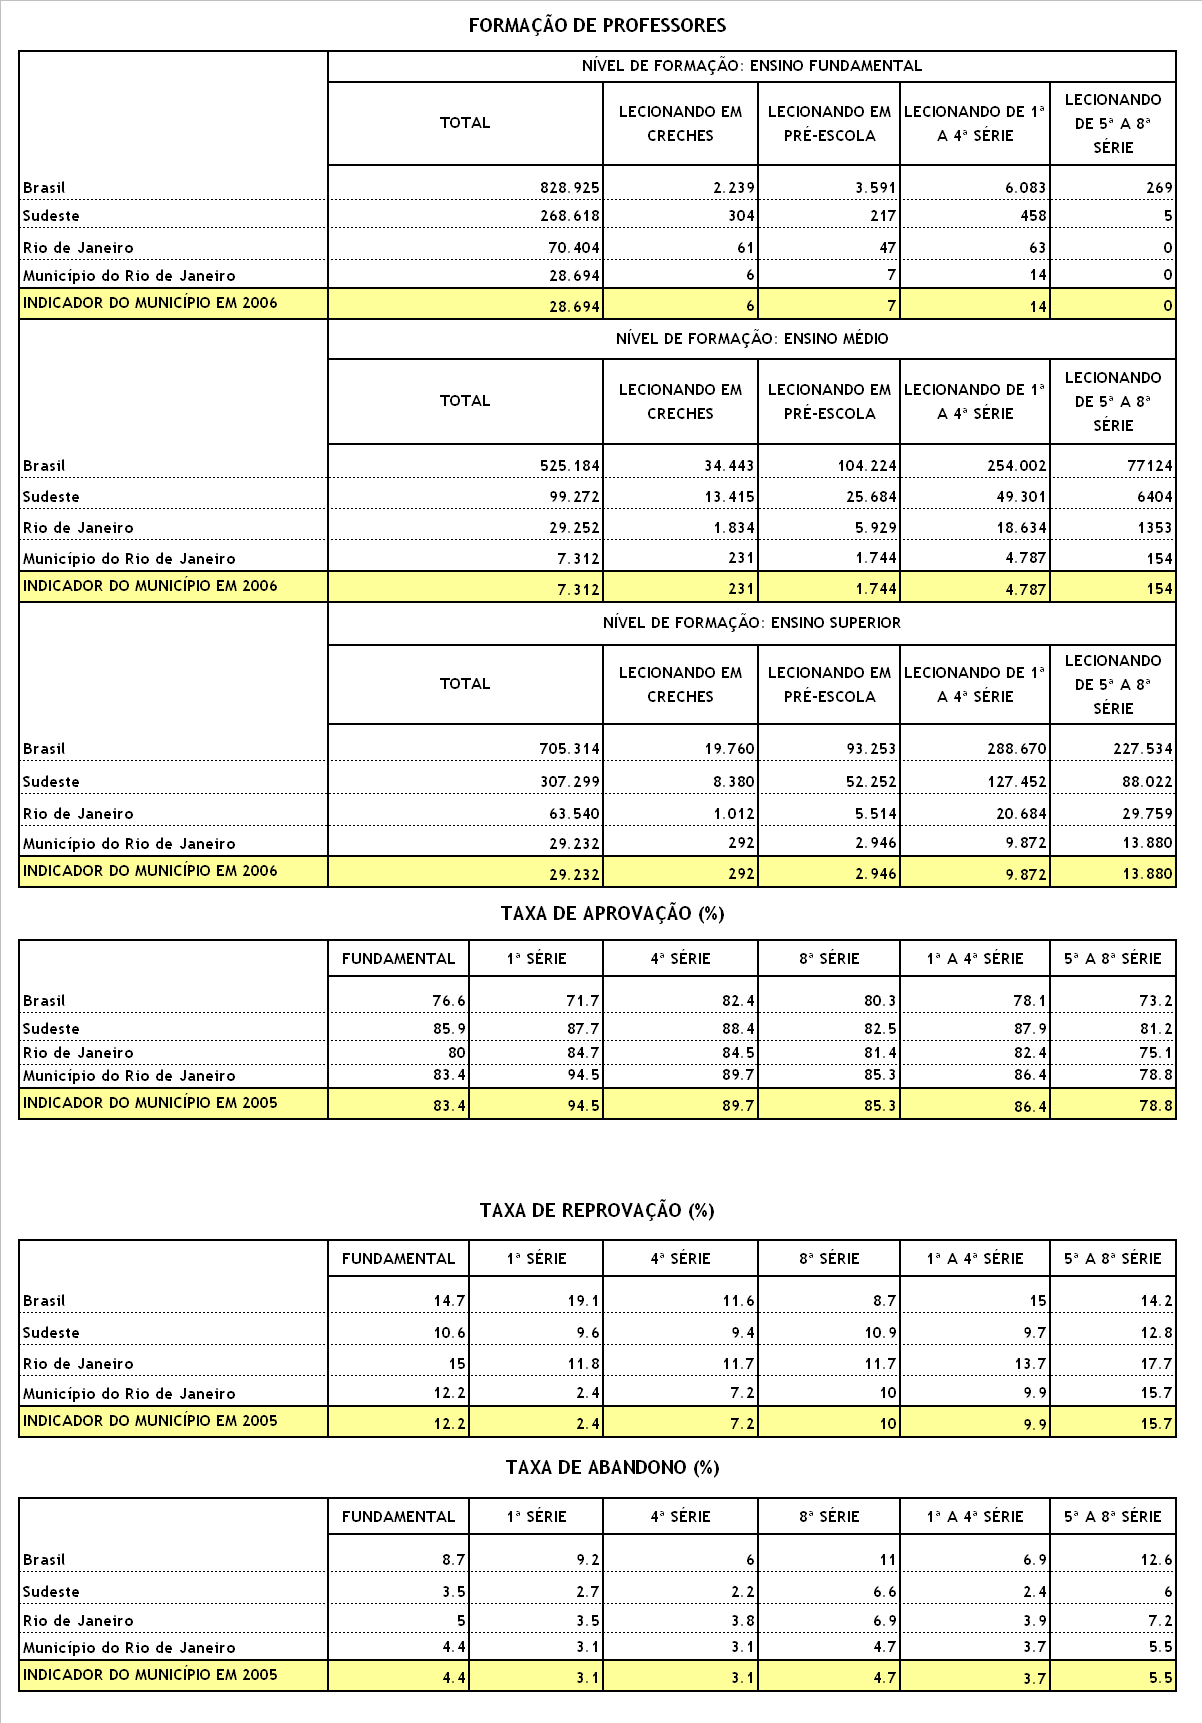 FORMAÇÃO DE PROFESSORES
NÍVEL DE FORMAÇÃO: ENSINO FUNDAMENTAL
TOTAL LECIONANDO EM CRECHES LECIONANDO EM PRÉ-ESCOLA LECIONANDO DE 1ª A 4ª SÉRIE LECIONANDO DE 5ª A 8ª SÉRIE
Brasil 828.925 2.239 3.591 6.083 269
Sudeste 268.618 304 217 458 5
Rio de Janeiro 70.404 61 47 63 0
Município do Rio de Janeiro 28.694 6 7 14 0
INDICADOR DO MUNICÍPIO EM 2006 28.694 6 7 14 0
NÍVEL DE FORMAÇÃO: ENSINO MÉDIO
TOTAL LECIONANDO EM CRECHES LECIONANDO EM PRÉ-ESCOLA LECIONANDO DE 1ª A 4ª SÉRIE LECIONANDO DE 5ª A 8ª SÉRIE
Brasil 525.184 34.443 104.224 254.002 77124
Sudeste 99.272 13.415 25.684 49.301 6404
Rio de Janeiro 29.252 1.834 5.929 18.634 1353
Município do Rio de Janeiro 7.312 231 1.744 4.787 154
INDICADOR DO MUNICÍPIO EM 2006 7.312 231 1.744 4.787 154
NÍVEL DE FORMAÇÃO: ENSINO SUPERIOR
TOTAL LECIONANDO EM CRECHES LECIONANDO EM PRÉ-ESCOLA LECIONANDO DE 1ª A 4ª SÉRIE LECIONANDO DE 5ª A 8ª SÉRIE
Brasil 705.314 19.760 93.253 288.670 227.534
Sudeste 307.299 8.380 52.252 127.452 88.022
Rio de Janeiro 63.540 1.012 5.514 20.684 29.759
Município do Rio de Janeiro 29.232 292 2.946 9.872 13.880
INDICADOR DO MUNICÍPIO EM 2006 29.232 292 2.946 9.872 13.880
TAXA DE APROVAÇÃO (%)
FUNDAMENTAL 1ª SÉRIE 4ª SÉRIE 8ª SÉRIE 1ª A 4ª SÉRIE 5ª A 8ª SÉRIE
Brasil 76.6 71.7 82.4 80.3 78.1 73.2
Sudeste 85.9 87.7 88.4 82.5 87.9 81.2
Rio de Janeiro 80 84.7 84.5 81.4 82.4 75.1
Município do Rio de Janeiro 83.4 94.5 89.7 85.3 86.4 78.8
INDICADOR DO MUNICÍPIO EM 2005 83.4 94.5 89.7 85.3 86.4 78.8
TAXA DE REPROVAÇÃO (%)
FUNDAMENTAL 1ª SÉRIE 4ª SÉRIE 8ª SÉRIE 1ª A 4ª SÉRIE 5ª A 8ª SÉRIE
Brasil 14.7 19.1 11.6 8.7 15 14.2
Sudeste 10.6 9.6 9.4 10.9 9.7 12.8
Rio de Janeiro 15 11.8 11.7 11.7 13.7 17.7
Município do Rio de Janeiro 12.2 2.4 7.2 10 9.9 15.7
INDICADOR DO MUNICÍPIO EM 2005 12.2 2.4 7.2 10 9.9 15.7
TAXA DE ABANDONO (%)
FUNDAMENTAL 1ª SÉRIE 4ª SÉRIE 8ª SÉRIE 1ª A 4ª SÉRIE 5ª A 8ª SÉRIE
Brasil 8.7 9.2 6 11 6.9 12.6
Sudeste 3.5 2.7 2.2 6.6 2.4 6
Rio de Janeiro 5 3.5 3.8 6.9 3.9 7.2
Município do Rio de Janeiro 4.4 3.1 3.1 4.7 3.7 5.5
INDICADOR DO MUNICÍPIO EM 2005 4.4 3.1 3.1 4.7 3.7 5.5